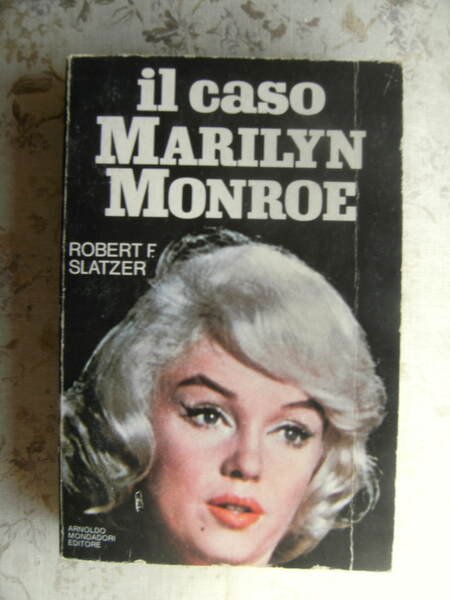 il caso
MARILYN
MONROE
ROBERT F.
SLATZER
ARNOLDO
MONDADORI
EDITORE